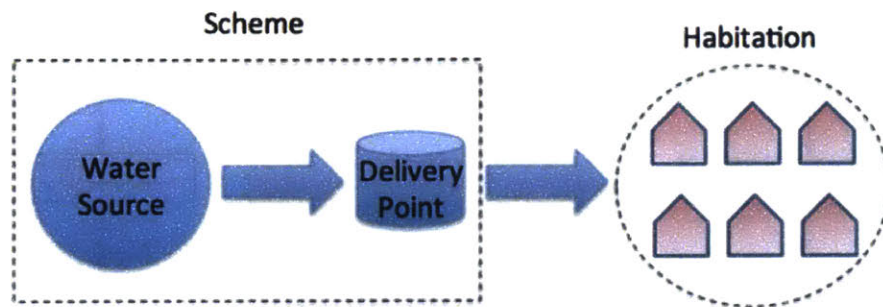 Scheme
Habitation
Water
Source
Delivery
Point